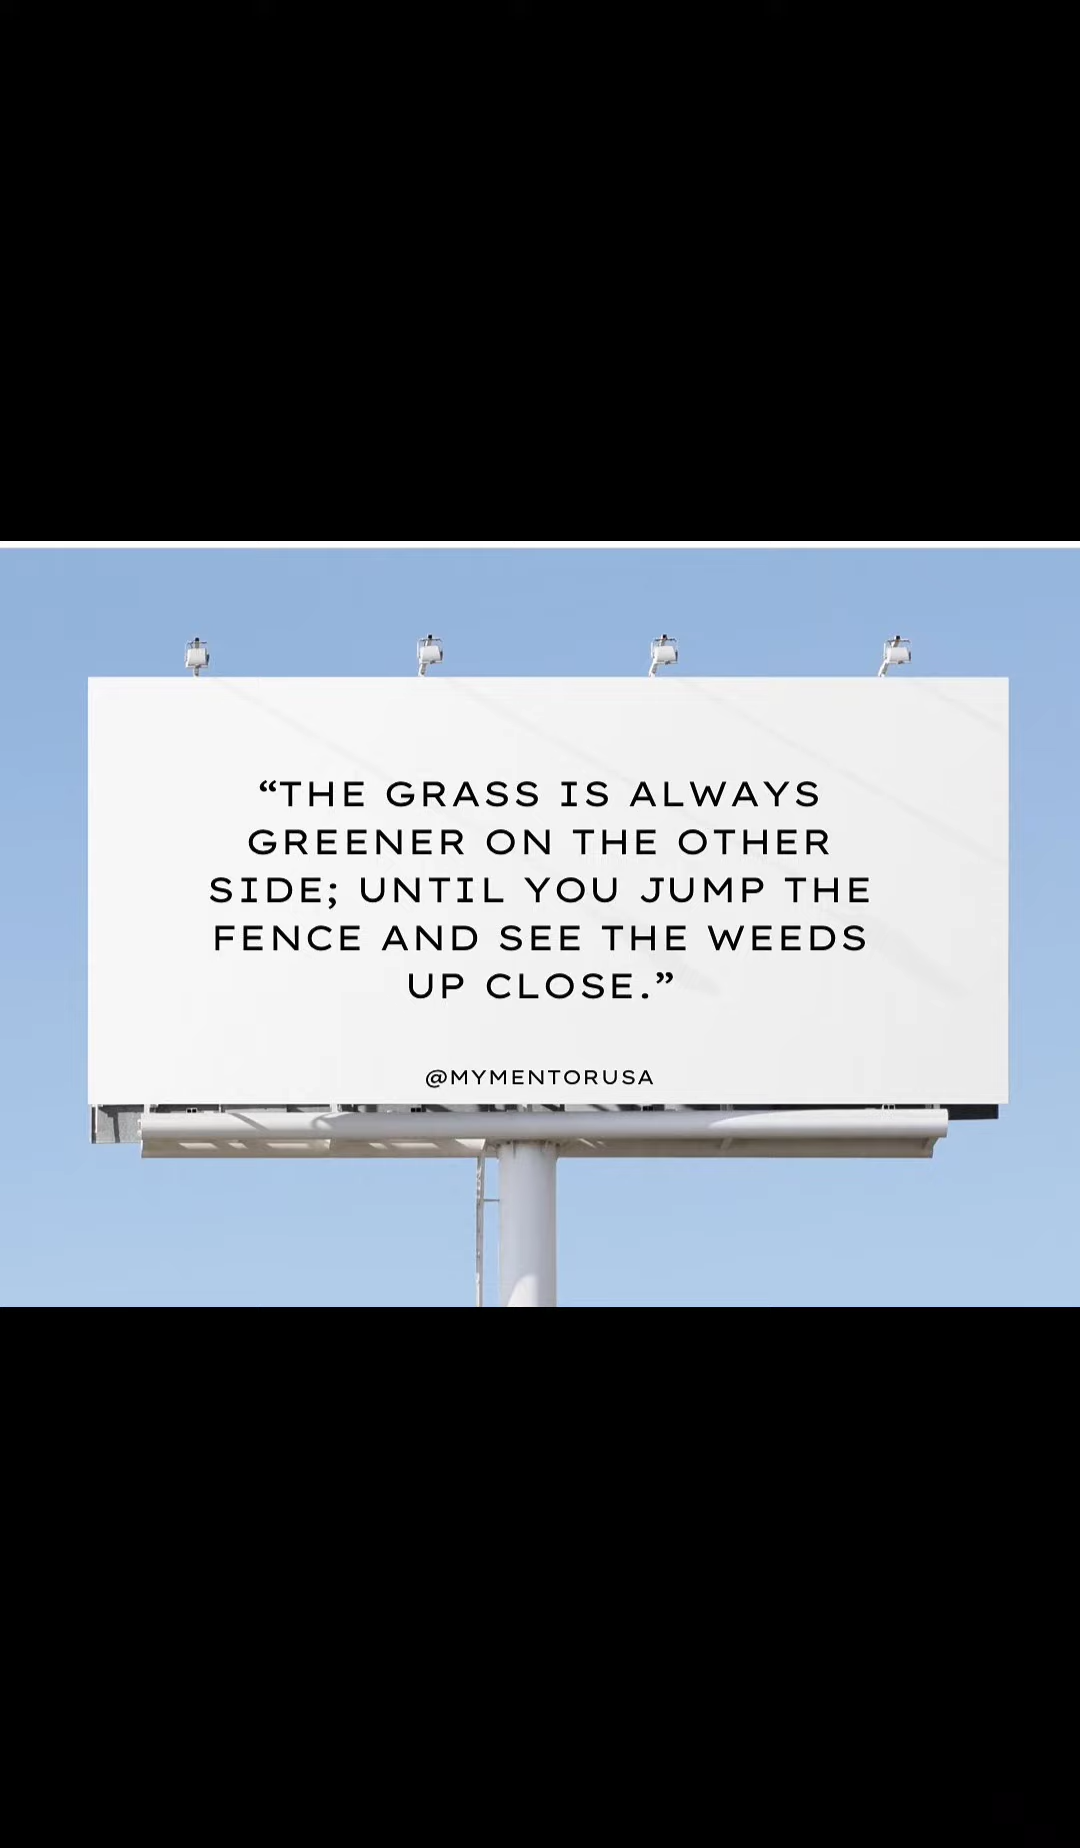 “THE GRASS IS ALWAYS
GREENER ON THE OTHER
SIDE; UNTIL YOU JUMP THE
FENCE AND SEE THE WEEDS
UP CLOSE.”
@MYMENTORUSA